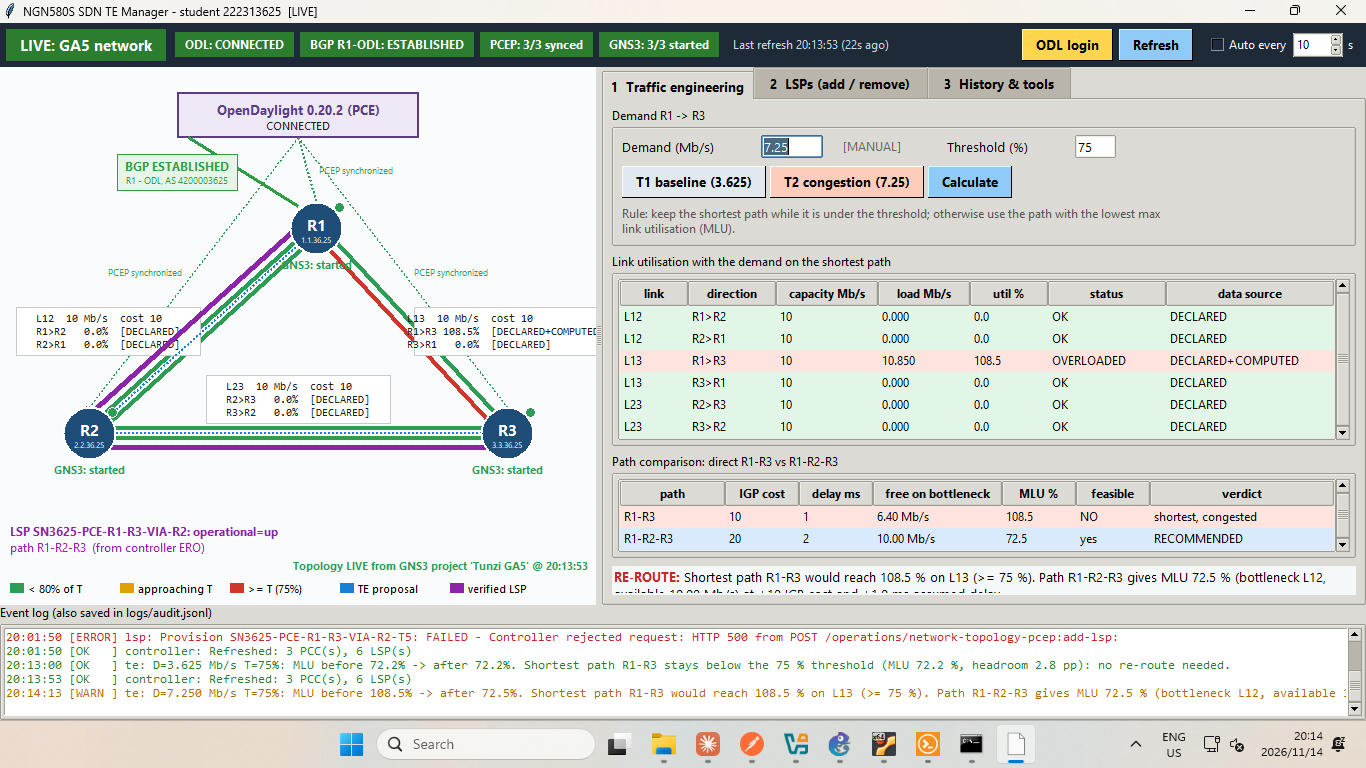 NGN580S SDN TE Manager - student 222313625 [LIVE]
LIVE: GA5 network
ODL: CONNECTED
BGP R1-ODL: ESTABLISHED
PCEP: 3/3 synced
GNS3: 3/3 started
Last refresh 20:13:53 (22s ago)
ODL login
Refresh
Auto every
10
s
OpenDaylight 0.20.2 (PCE)
CONNECTED
BGP ESTABLISHED
R1 - ODL, AS 4200003625
PCEP synchronized
R1
1.1.36.25
GNS3: started
PCEP synchronized
PCEP synchronized
L12 10 Mb/s cost 10
R1>R2 0.0% [DECLARED]
R2>R1 0.0% [DECLARED]
L13 10 Mb/s cost 10
R1>R3 108.5% [DECLARED+COMPUTED
R3>R1 0.0% [DECLARED]
L23 10 Mb/s cost 10
R2>R3 0.0% [DECLARED]
R3>R2 0.0% [DECLARED]
R2
2.2.36.25
GNS3: started
R3
3.3.36.25
GNS3: started
LSP SN3625-PCE-R1-R3-VIA-R2: operational=up
path R1-R2-R3 (from controller ERO)
Topology LIVE from GNS3 project 'Tunzi GA5' @ 20:13:53
< 80% of T
approaching T
>= T (75%)
TE proposal
verified LSP
1 Traffic engineering
2 LSPs (add / remove)
3 History & tools
Demand R1 -> R3
Demand (Mb/s)
7.25
[MANUAL]
Threshold (%)
75
T1 baseline (3.625)
T2 congestion (7.25)
Calculate
Rule: keep the shortest path while it is under the threshold; otherwise use the path with the lowest max
link utilisation (MLU).
Link utilisation with the demand on the shortest path
link direction capacity Mb/s load Mb/s util % status data source
L12 R1>R2 10 0.000 0.0 OK DECLARED
L12 R2>R1 10 0.000 0.0 OK DECLARED
L13 R1>R3 10 10.850 108.5 OVERLOADED DECLARED+COMPUTED
L13 R3>R1 10 0.000 0.0 OK DECLARED
L23 R2>R3 10 0.000 0.0 OK DECLARED
L23 R3>R2 10 0.000 0.0 OK DECLARED
Path comparison: direct R1-R3 vs R1-R2-R3
path IGP cost delay ms free on bottleneck MLU % feasible verdict
R1-R3 10 1 6.40 Mb/s 108.5 NO shortest, congested
R1-R2-R3 20 2 10.00 Mb/s 72.5 yes RECOMMENDED
RE-ROUTE: Shortest path R1-R3 would reach 108.5 % on L13 (>= 75 %). Path R1-R2-R3 gives MLU 72.5 % (bottleneck L12,
available 10.00 Mb/s) at +10 IGP cost and +1.0 ms assumed delay
Event log (also saved in logs/audit.jsonl)
20:01:50 [ERROR] lsp: Provision SN3625-PCE-R1-R3-VIA-R2-T5: FAILED - Controller rejected request: HTTP 500 from POST /operations/network-topology-pcep:add-lsp:
20:01:50 [OK ] controller: Refreshed: 3 PCC(s), 6 LSP(s)
20:13:00 [OK ] te: D=3.625 Mb/s T=75%: MLU before 72.2% -> after 72.2%. Shortest path R1-R3 stays below the 75 % threshold (MLU 72.2 %, headroom 2.8 pp): no re-route needed.
20:13:53 [OK ] controller: Refreshed: 3 PCC(s), 6 LSP(s)
20:14:13 [WARN ] te: D=7.250 Mb/s T=75%: MLU before 108.5% -> after 72.5%. Shortest path R1-R3 would reach 108.5 % on L13 (>= 75 %). Path R1-R2-R3 gives MLU 72.5 % (bottleneck L12, available
Search
ENG
US
20:14
2026/11/14